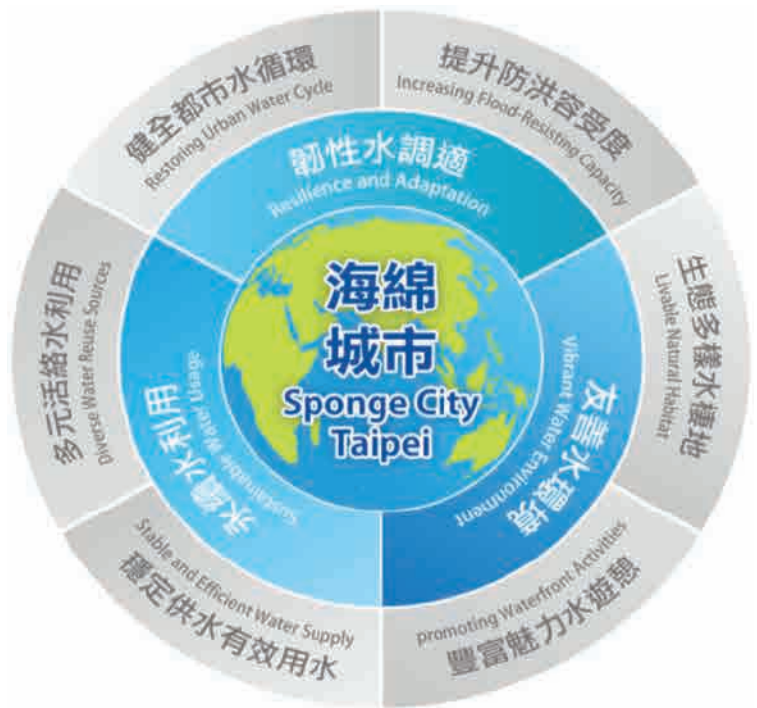 海綿
城市
Sponge City
Taipei
韌性水調適
Resilience and Adaptation
友善水環境
Vibrant Water Environment
永續水利用
Sustainable Water Usage
健全都市水循環
Restoring Urban Water Cycle
提升防洪容受度
Increasing Flood-Resisting Capacity
生態多樣水棲地
Livable Natural Habitat
promoting Waterfront Activities
豐富魅力水遊憩
Stable and Efficient Water Supply
穩定供水有效用水
多元活絡水利用
Diverse Water Reuse Sources